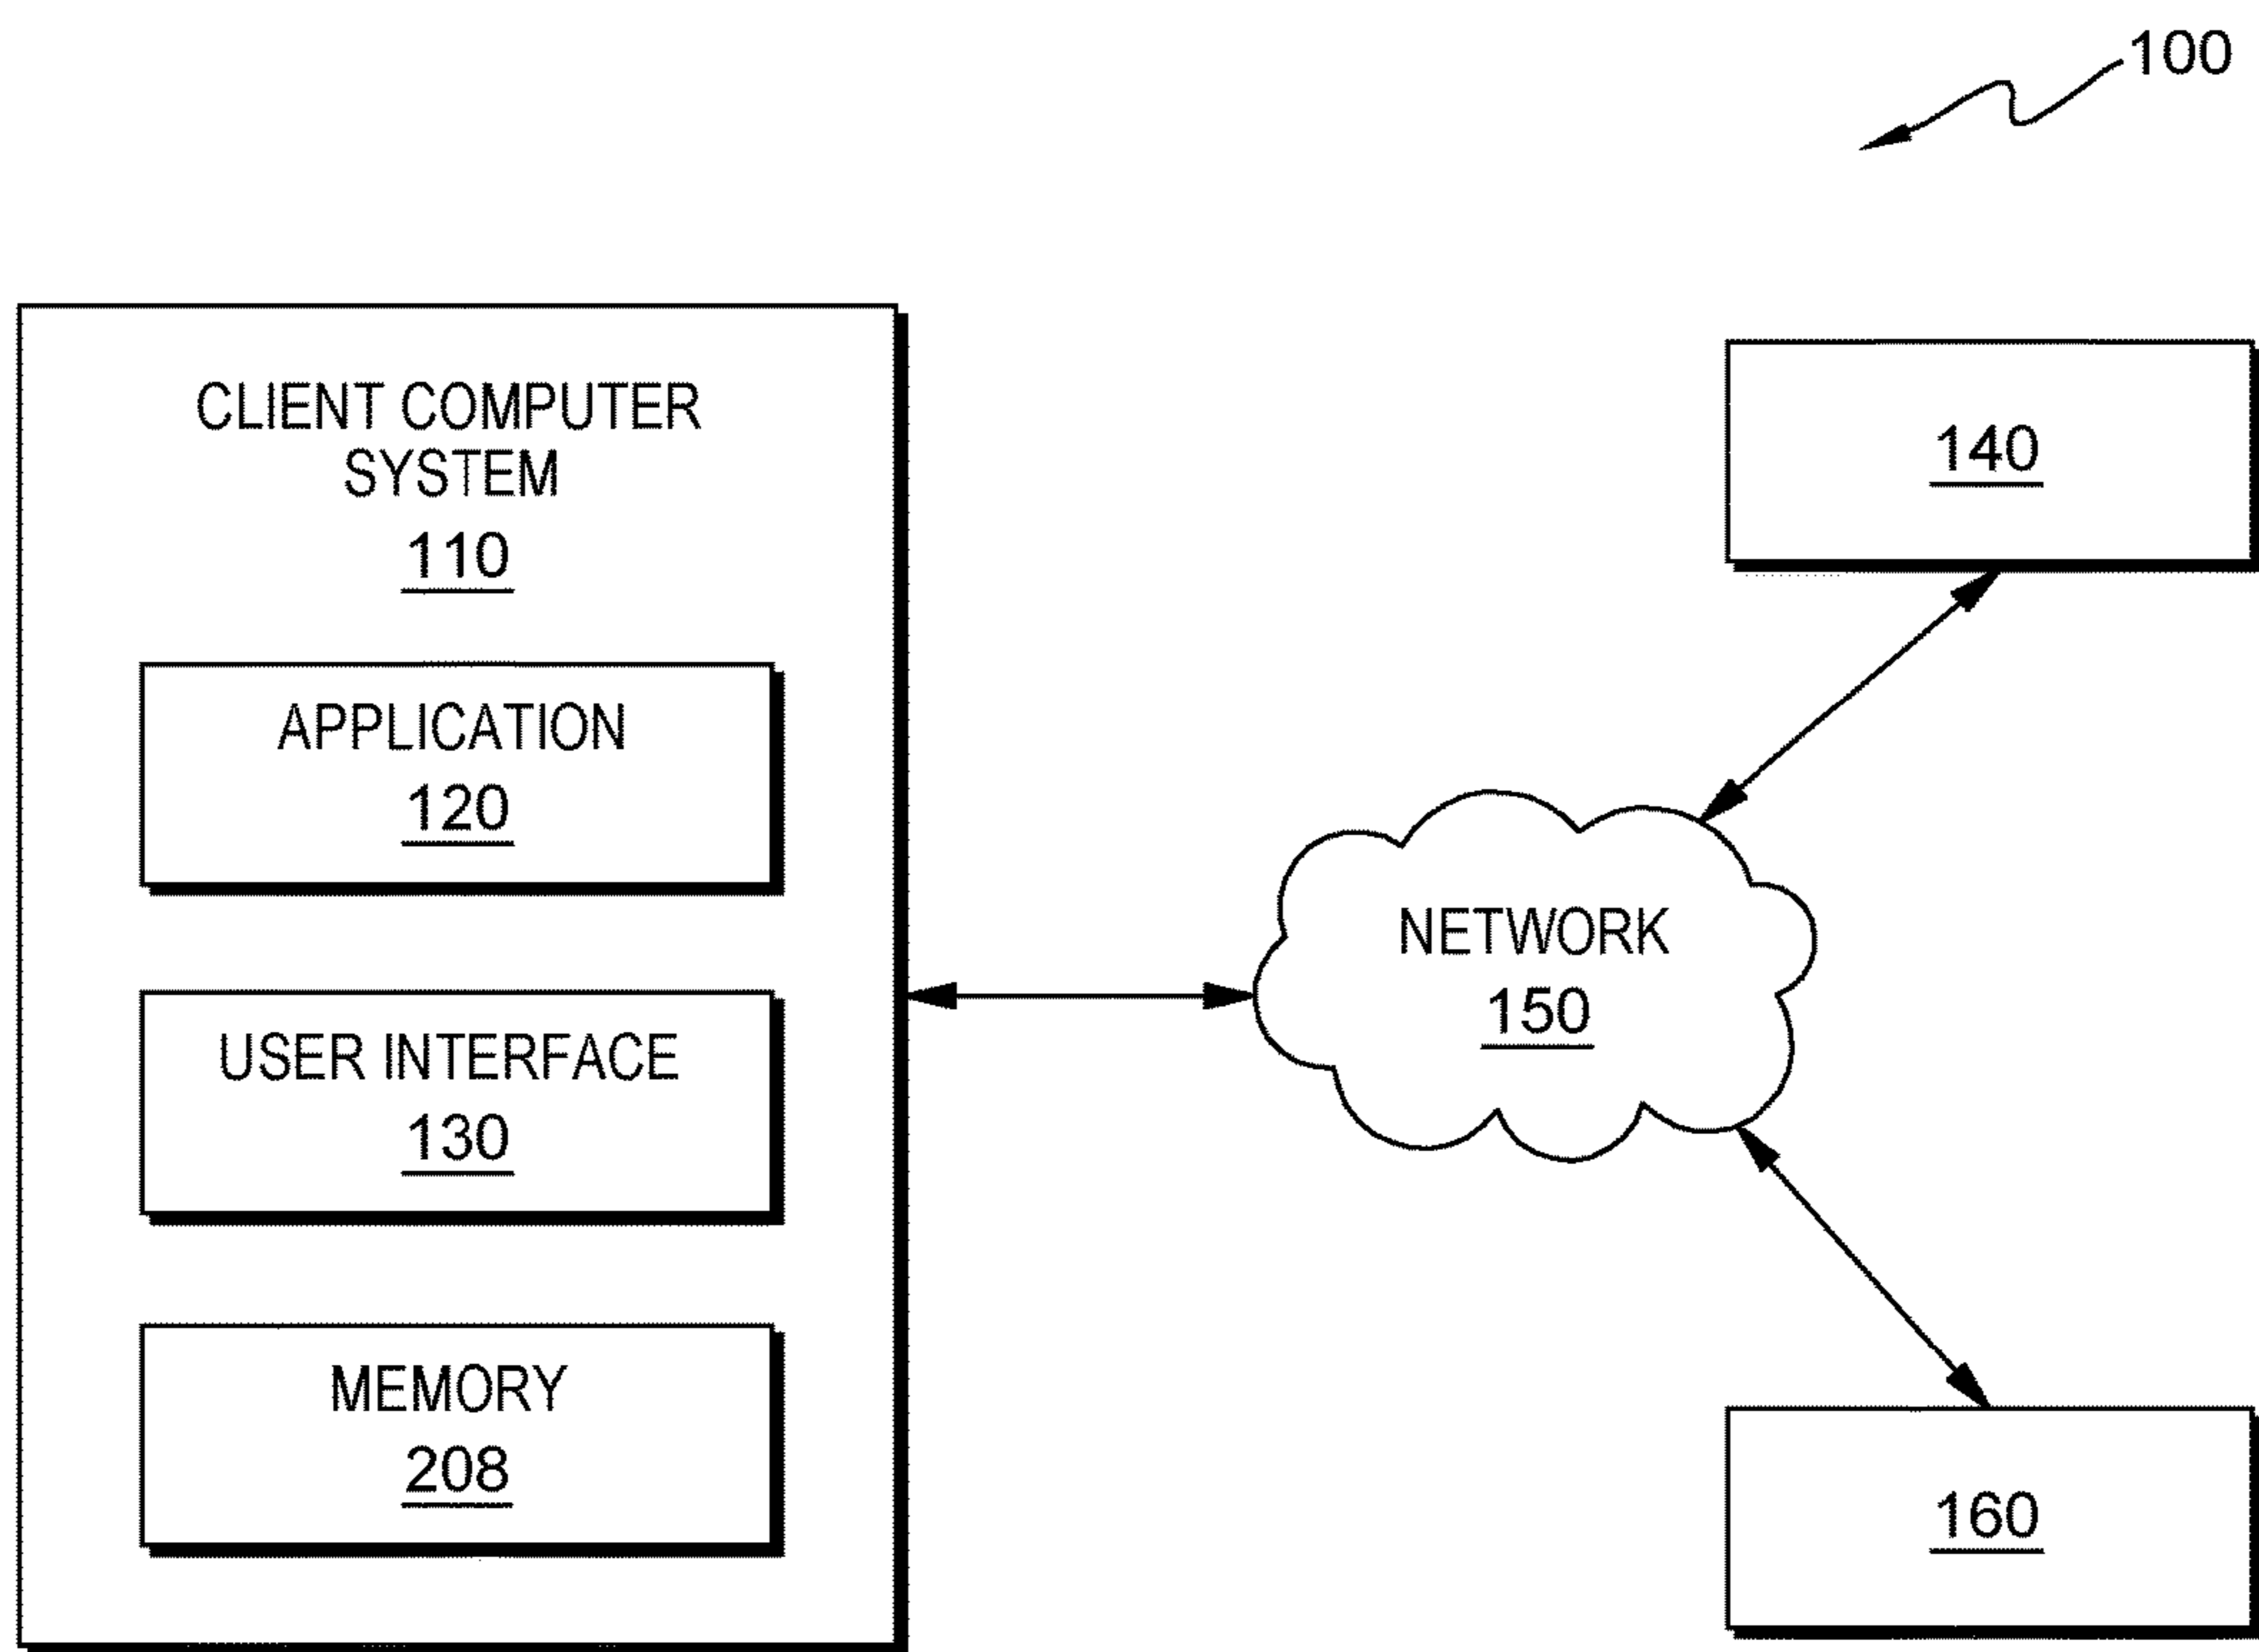 100
CLIENT COMPUTER
SYSTEM
110
APPLICATION
120
USER INTERFACE
130
MEMORY
208
NETWORK
150
140
160